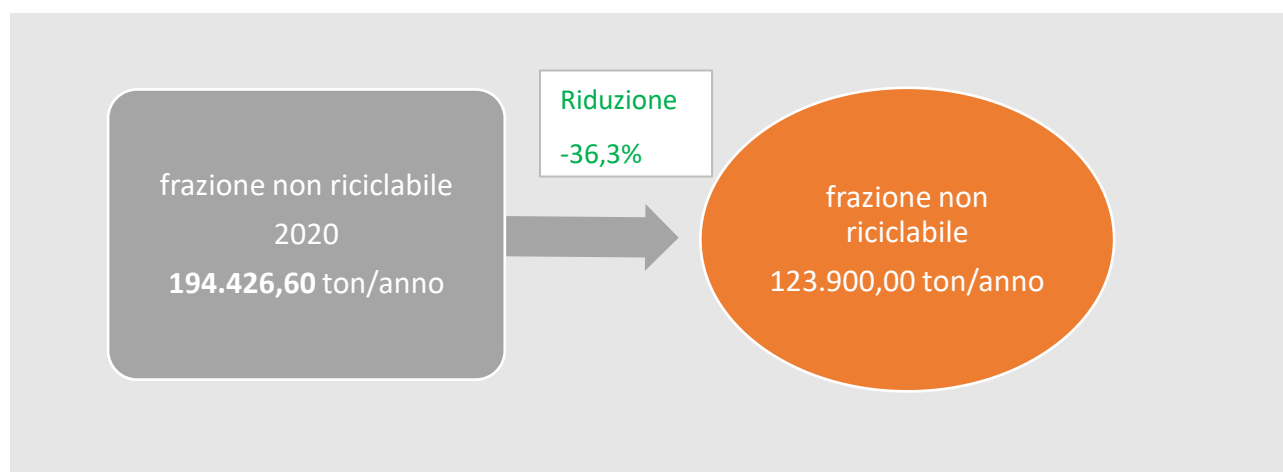 frazione non riciclabile
2020
194.426,60 ton/anno
Riduzione
-36,3%
frazione non
riciclabile
123.900,00 ton/anno